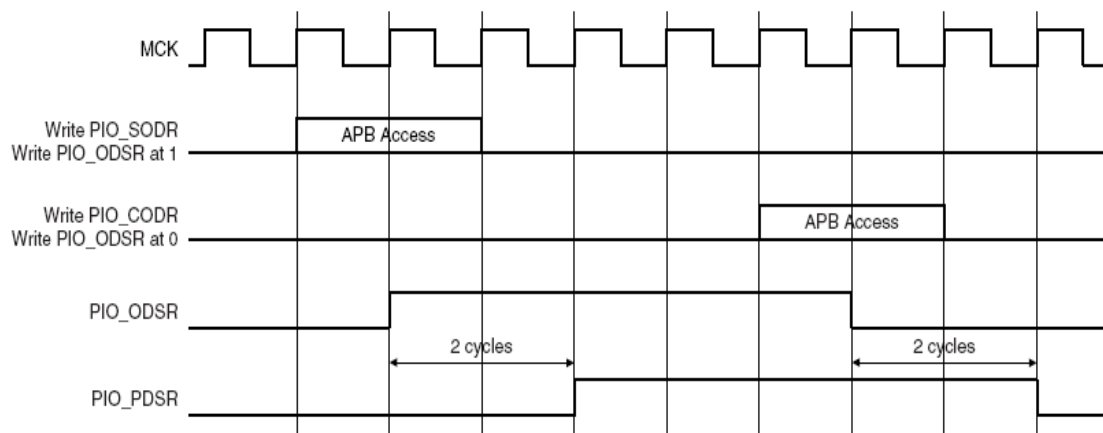 MCK
Write PIO_SODR
Write PIO_ODSR at 1
APB Access
Write PIO_CODR
Write PIO_ODSR at 0
APB Access
PIO_ODSR
2 cycles
2 cycles
PIO_PDSR